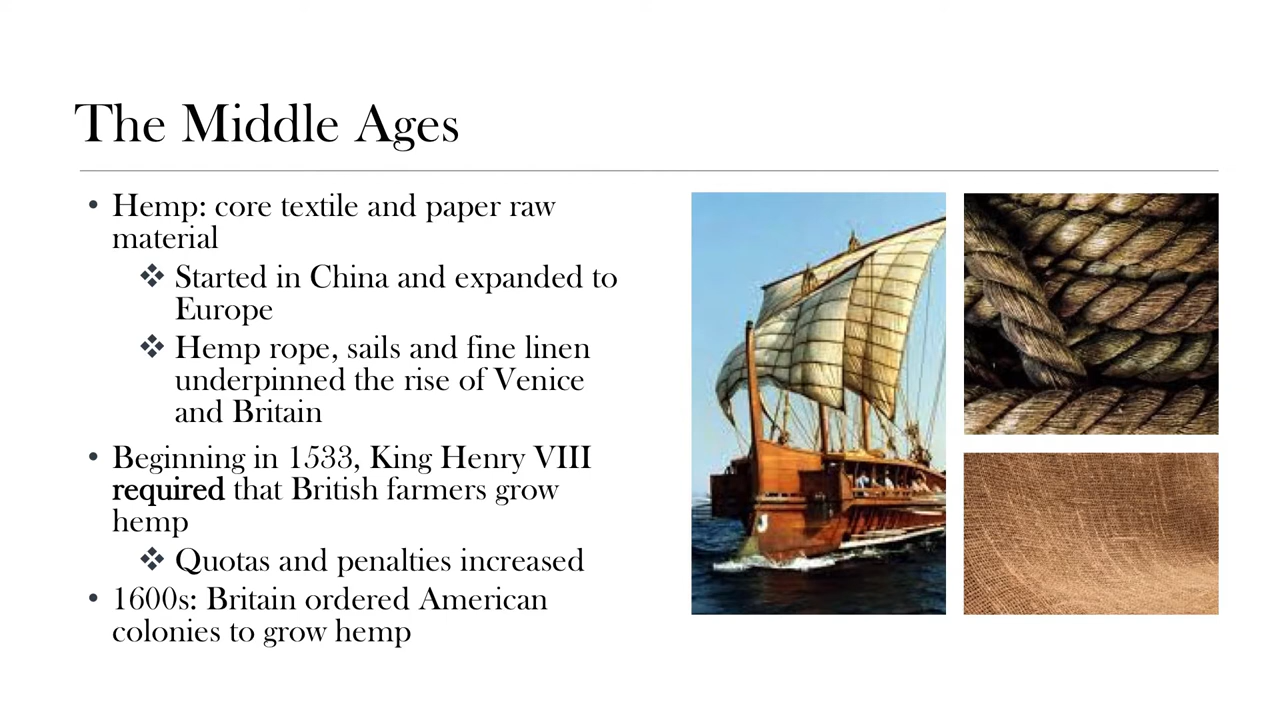 The Middle Ages
• Hemp: core textile and paper raw
material
❖ Started in China and expanded to
Europe
❖ Hemp rope, sails and fine linen
underpinned the rise of Venice
and Britain
• Beginning in 1533, King Henry VIII
required that British farmers grow
hemp
❖ Quotas and penalties increased
• 1600s: Britain ordered American
colonies to grow hemp